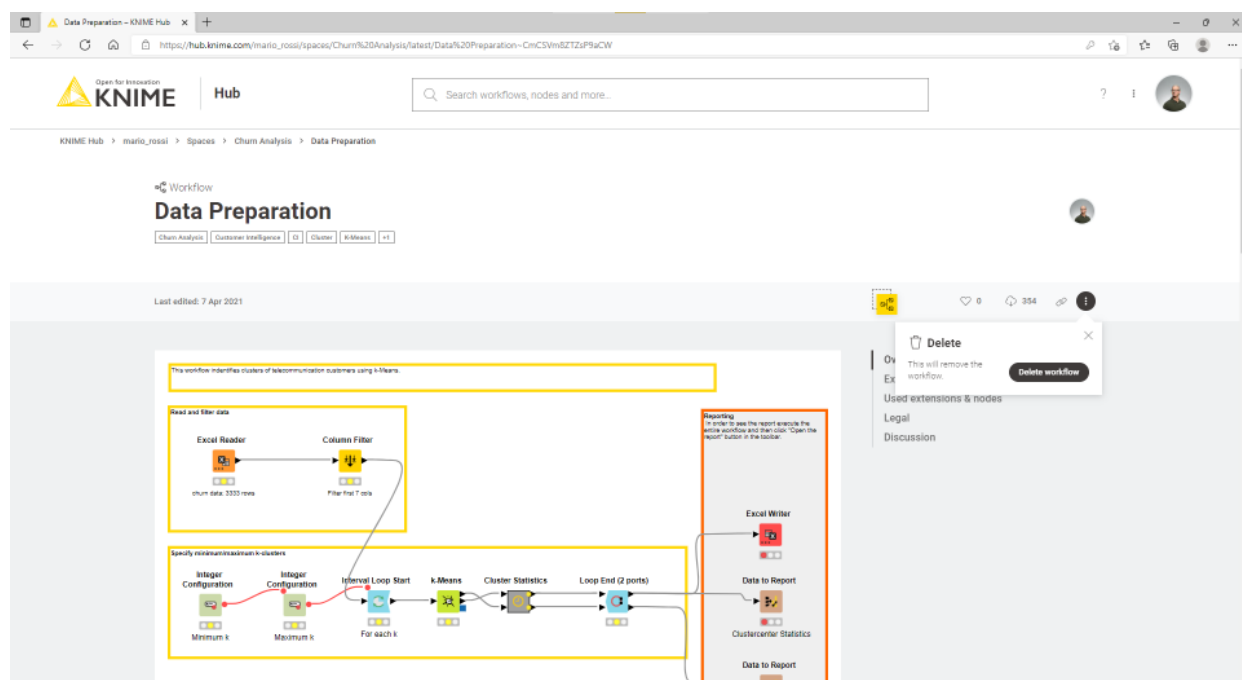 Data Preparation – KNIME Hub
https://hub.knime.com/mario_rossi/spaces/Churn%20Analysis/latest/Data%20Preparation~CmCSVm8ZTZsP9aCW
Open for Innovation
KNIME
Hub
Search workflows, nodes and more...
?
KNIME Hub > mario_rossi > Spaces > Churn Analysis > Data Preparation
Workflow
Data Preparation
Churn Analysis
Customer Intelligence
CI
Cluster
K-Means
+1
Last edited: 7 Apr 2021
0
354
Delete
This will remove the
workflow.
Delete workflow
Ov
Ex
Used extensions & nodes
Legal
Discussion
This workflow indentifies clusters of telecommunication customers using k-Means.
Read and filter data
Excel Reader
churn data: 3333 rows
Column Filter
Filter first 7 cols
Reporting
In order to see the report execute the
entire workflow and then click "Open the
report" button in the toolbar.
Excel Writer
Specify minimum/maximum k-clusters
Integer
Configuration
Minimum k
Integer
Configuration
Maximum k
Interval Loop Start
For each k
k-Means
Cluster Statistics
Loop End (2 ports)
Data to Report
Clustercenter Statistics
Data to Report